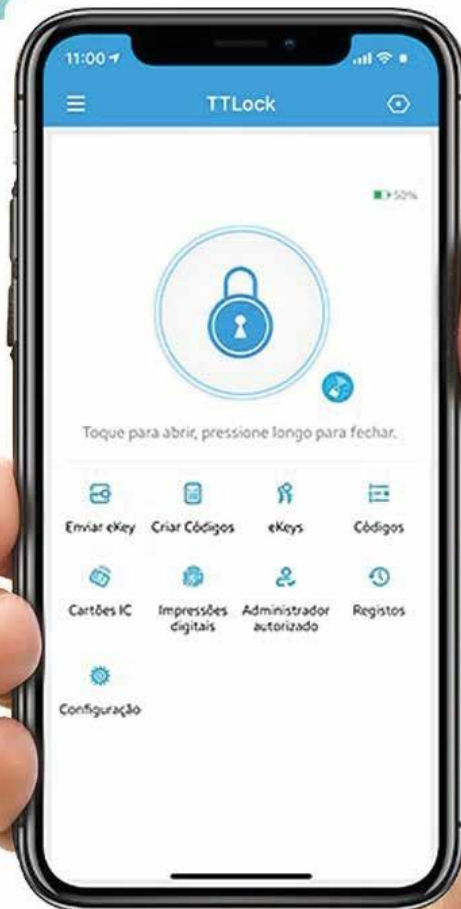 11:00
TTLock
50%
Toque para abrir, pressione longo para fechar.
Enviar eKey Criar Códigos eKeys Códigos
Cartões IC Impressões digitais Administrador autorizado Registos
Configuração